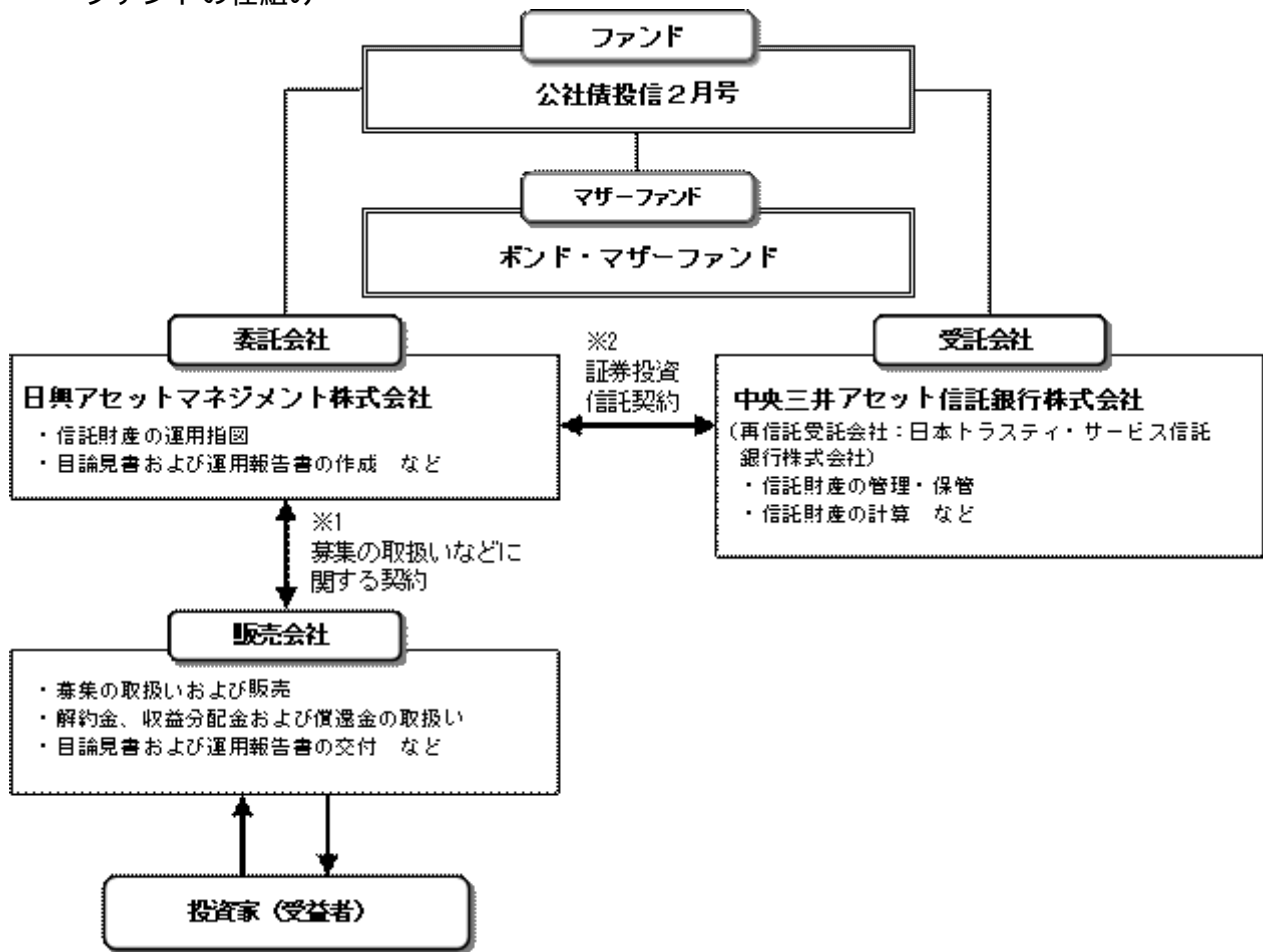 ファンドの仕組み
ファンド
公社債投信2月号
マザーファンド
ボンド・マザーファンド
委託会社
日興アセットマネジメント株式会社
・信託財産の運用指図
・目論見書および運用報告書の作成 など
※2
証券投資
信託契約
受託会社
中央三井アセット信託銀行株式会社
(再信託受託会社:日本トラスティ・サービス信託
銀行株式会社)
・信託財産の管理・保管
・信託財産の計算 など
※1
募集の取扱いなどに
関する契約
販売会社
・募集の取扱いおよび販売
・解約金、収益分配金および償還金の取扱い
・目論見書および運用報告書の交付 など
投資家(受益者)